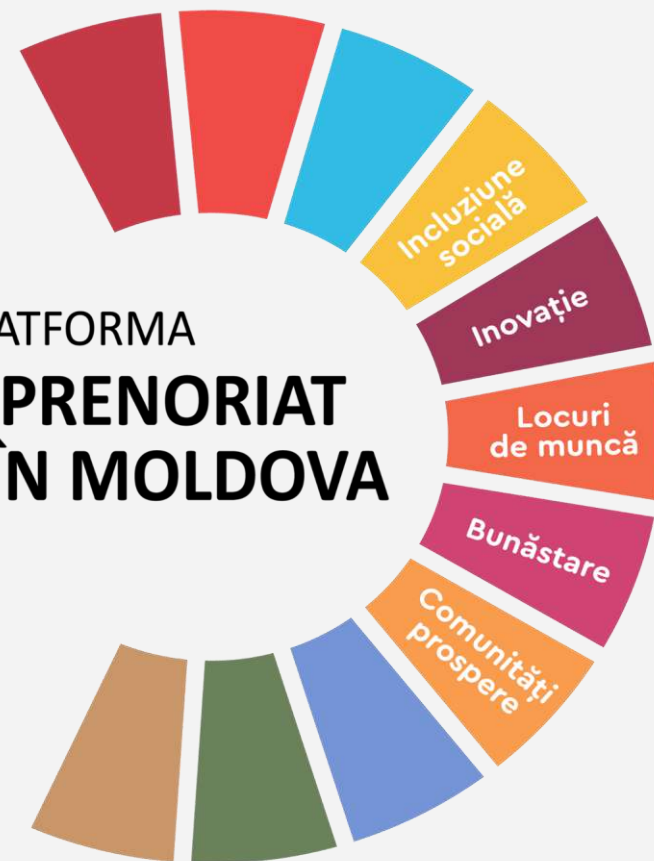 ATFORMA
PRENORIAT
ÎN MOLDOVA
Incluziune
socială
Inovație
Locuri
de muncă
Bunăstare
Comunități
prospere